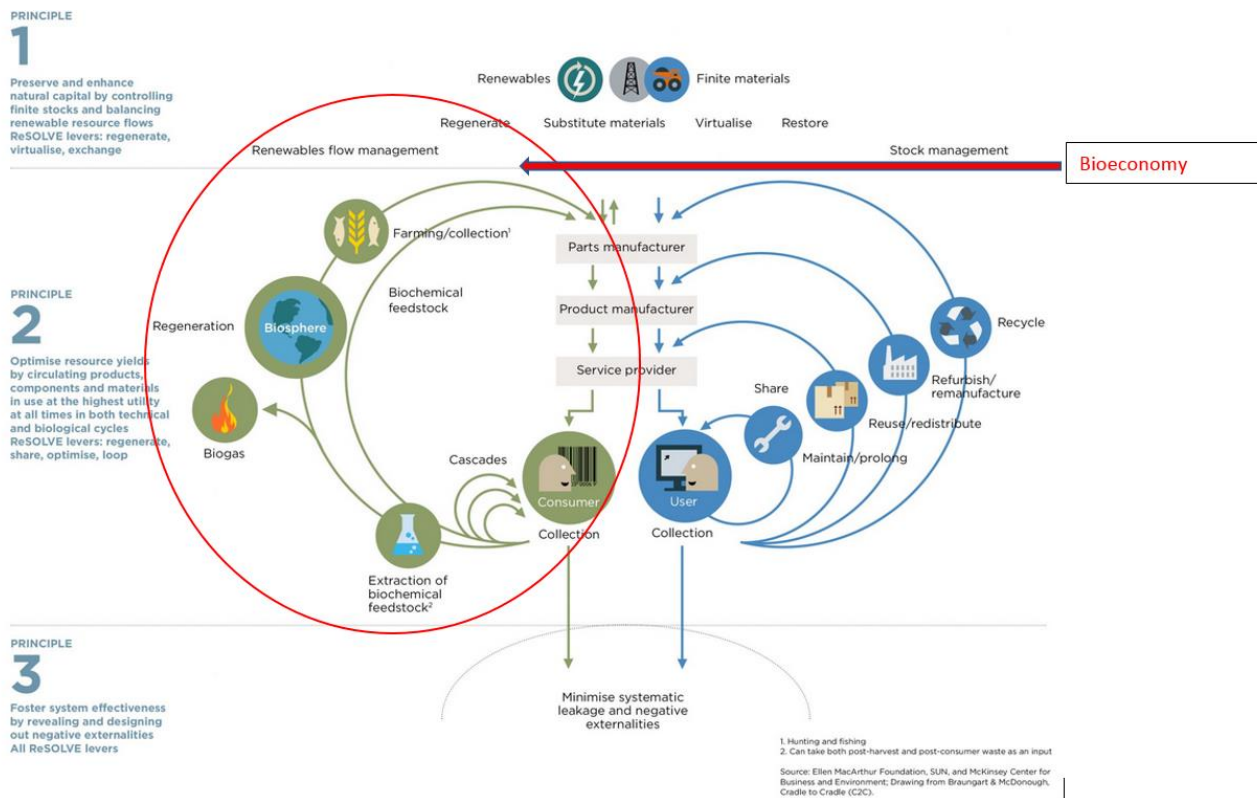 PRINCIPLE
1
Preserve and enhance
natural capital by controlling
finite stocks and balancing
renewable resource flows
ReSOLVE levers: regenerate,
virtualise, exchange
Renewables
Finite materials
Regenerate Substitute materials Virtualise Restore
Renewables flow management
Stock management
Bioeconomy
PRINCIPLE
2
Optimise resource yields
by circulating products,
components and materials
in use at the highest utility
at all times in both technical
and biological cycles
ReSOLVE levers: regenerate,
share, optimise, loop
Farming/collection¹
Biochemical
feedstock
Regeneration
Biosphere
Biogas
Cascades
Extraction of
biochemical
feedstock²
Parts manufacturer
Product manufacturer
Service provider
Consumer
Collection
User
Collection
Share
Maintain/prolong
Reuse/redistribute
Refurbish/
remanufacture
Recycle
PRINCIPLE
3
Foster system effectiveness
by revealing and designing
out negative externalities
All ReSOLVE levers
Minimise systematic
leakage and negative
externalities
1. Hunting and fishing
2. Can take both post-harvest and post-consumer waste as an input
Source: Ellen MacArthur Foundation, SUN, and McKinsey Center for
Business and Environment; Drawing from Braungart & McDonough,
Cradle to Cradle (C2C).